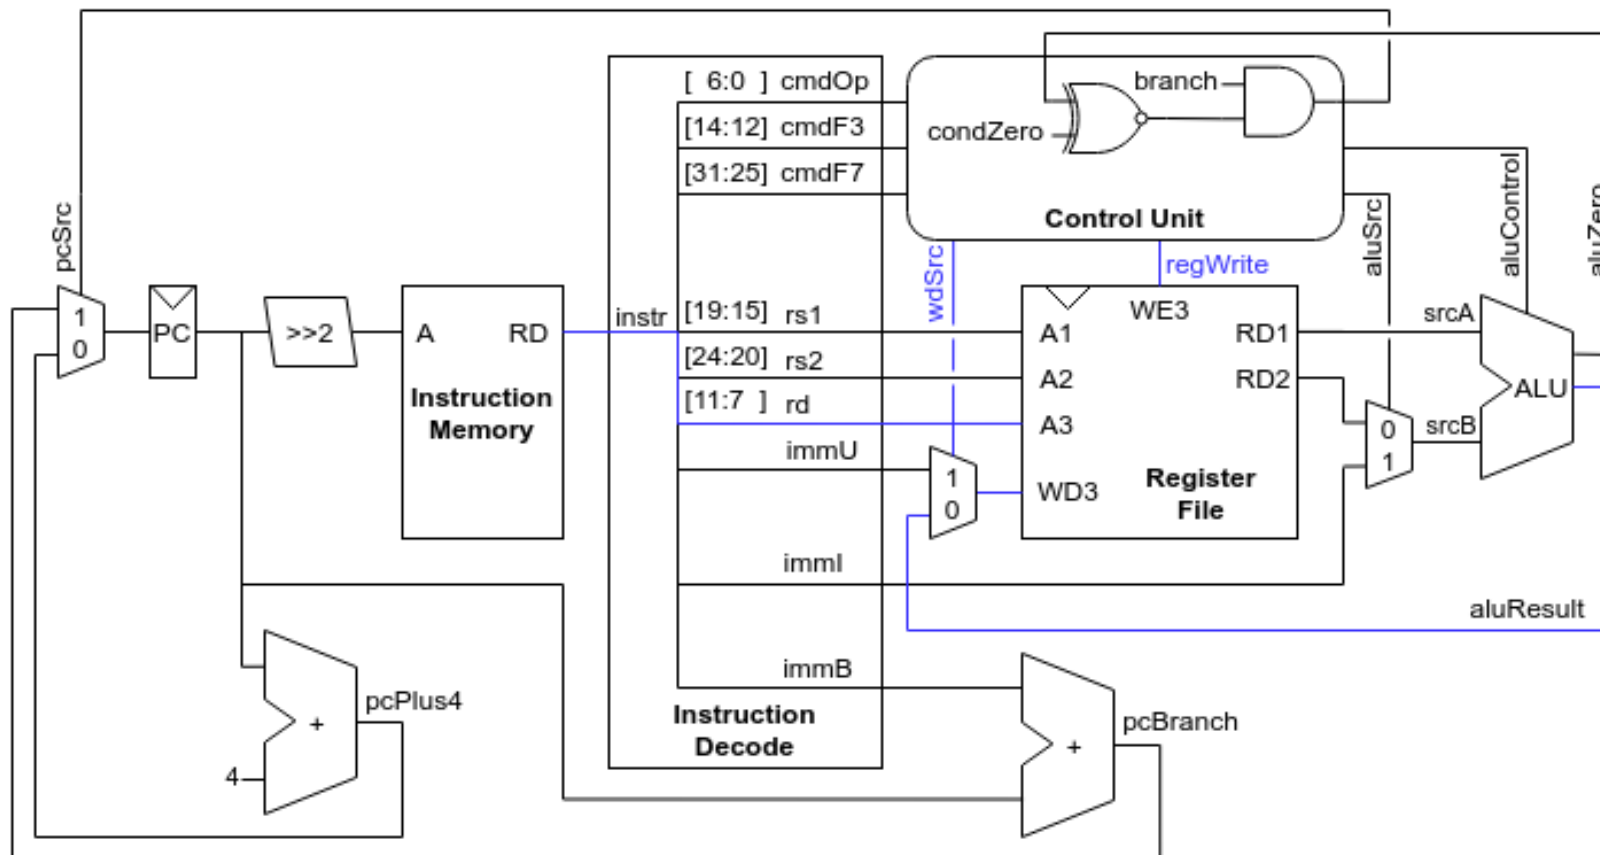 [ 6:0 ] cmdOp
branch
[14:12] cmdF3
condZero
[31:25] cmdF7
Control Unit
pcSrc
aluSrc
aluControl
aluZero
wdSrc
regWrite
1
0
PC
>>2
A
RD
Instruction
Memory
instr
[19:15] rs1
[24:20] rs2
[11:7 ] rd
immU
1
0
A1
A2
A3
WD3
WE3
RD1
RD2
Register
File
srcA
0
1
srcB
ALU
immI
aluResult
immB
Instruction
Decode
pcPlus4
+
4
pcBranch
+